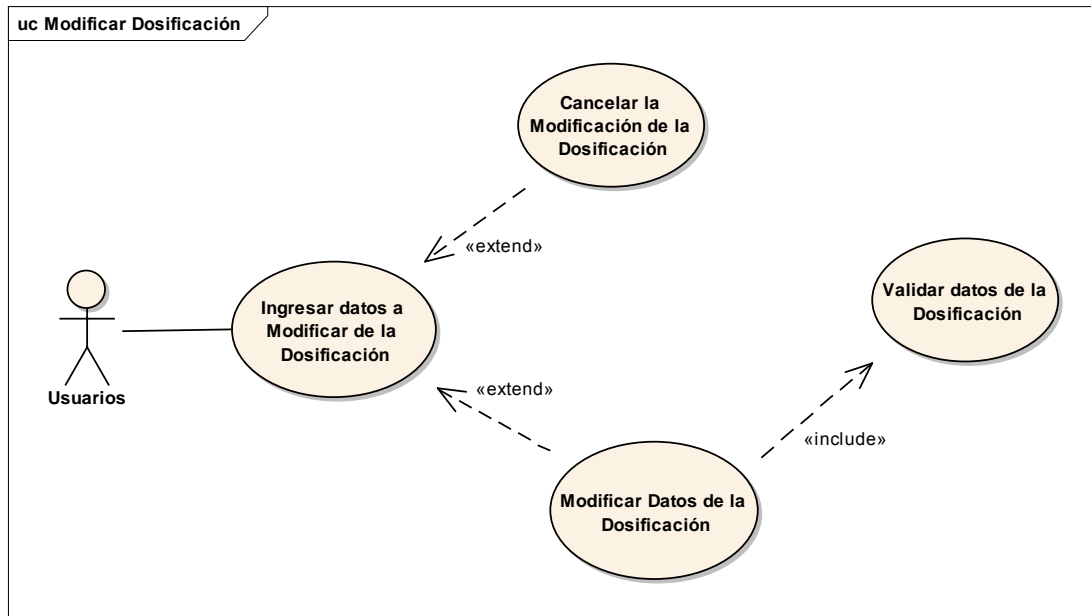 uc Modificar Dosificación
Cancelar la
Modificación de la
Dosificación
«extend»
Ingresar datos a
Modificar de la
Dosificación
Validar datos de la
Dosificación
Usuarios
«extend»
«include»
Modificar Datos de la
Dosificación